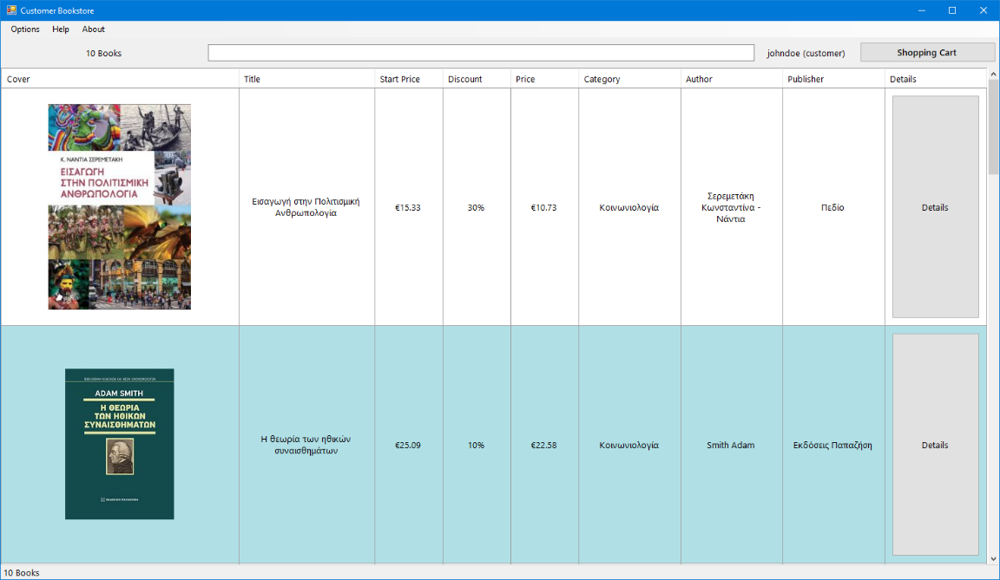 Customer Bookstore
Options Help About
10 Books
johndoe (customer)
Shopping Cart
Cover Title Start Price Discount Price Category Author Publisher Details
Κ. ΝΑΝΤΙΑ ΣΕΡΕΜΕΤΑΚΗ
ΕΙΣΑΓΩΓΗ
ΣΤΗΝ ΠΟΛΙΤΙΣΜΙΚΗ
ΑΝΘΡΩΠΟΛΟΓΙΑ
Εισαγωγή στην Πολιτισμική
Ανθρωπολογία
€15.33
30%
€10.73
Κοινωνιολογία
Σερεμετάκη
Κωνσταντίνα -
Νάντια
Πεδίο
Details
ADAM SMITH
Η ΘΕΩΡΙΑ
ΤΩΝ ΗΘΙΚΩΝ
ΣΥΝΑΙΣΘΗΜΑΤΩΝ
ΕΚΔΟΣΕΙΣ ΠΑΠΑΖΗΣΗ
Η θεωρία των ηθικών
συναισθημάτων
€25.09
10%
€22.58
Κοινωνιολογία
Smith Adam
Εκδόσεις Παπαζήση
Details
10 Books